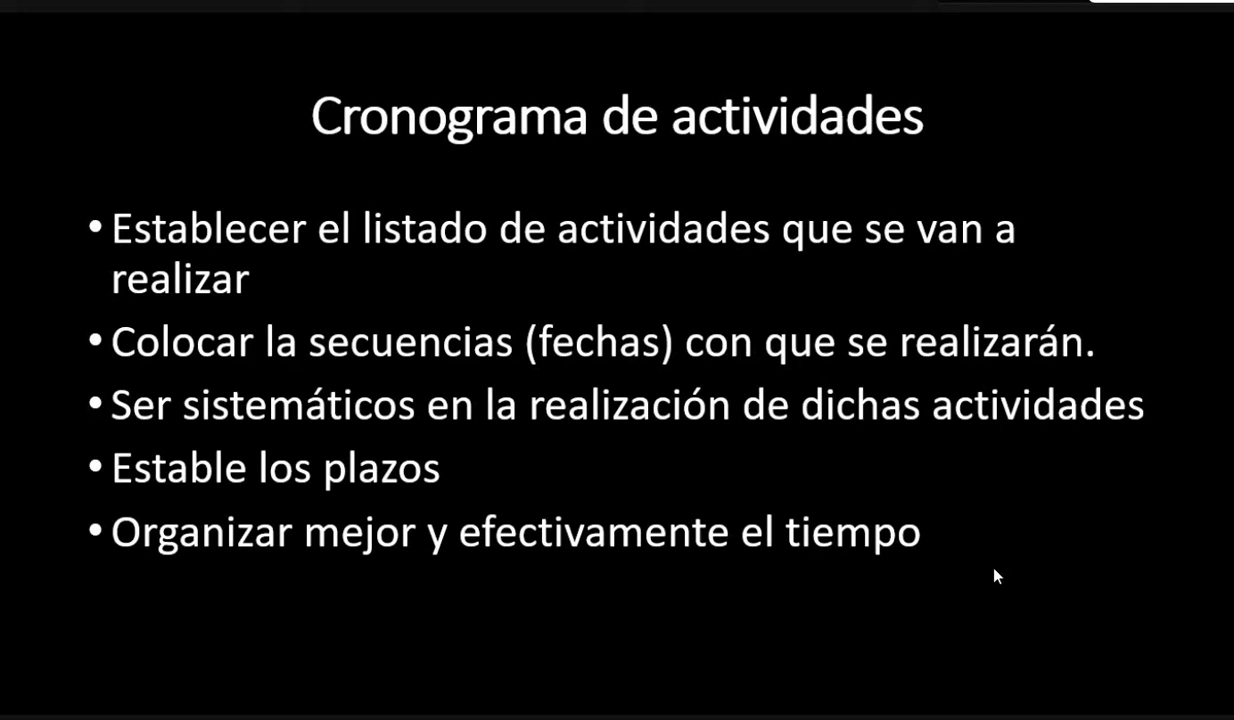 Cronograma de actividades
• Establecer el listado de actividades que se van a
realizar
• Colocar la secuencias (fechas) con que se realizarán.
• Ser sistemáticos en la realización de dichas actividades
• Estable los plazos
• Organizar mejor y efectivamente el tiempo